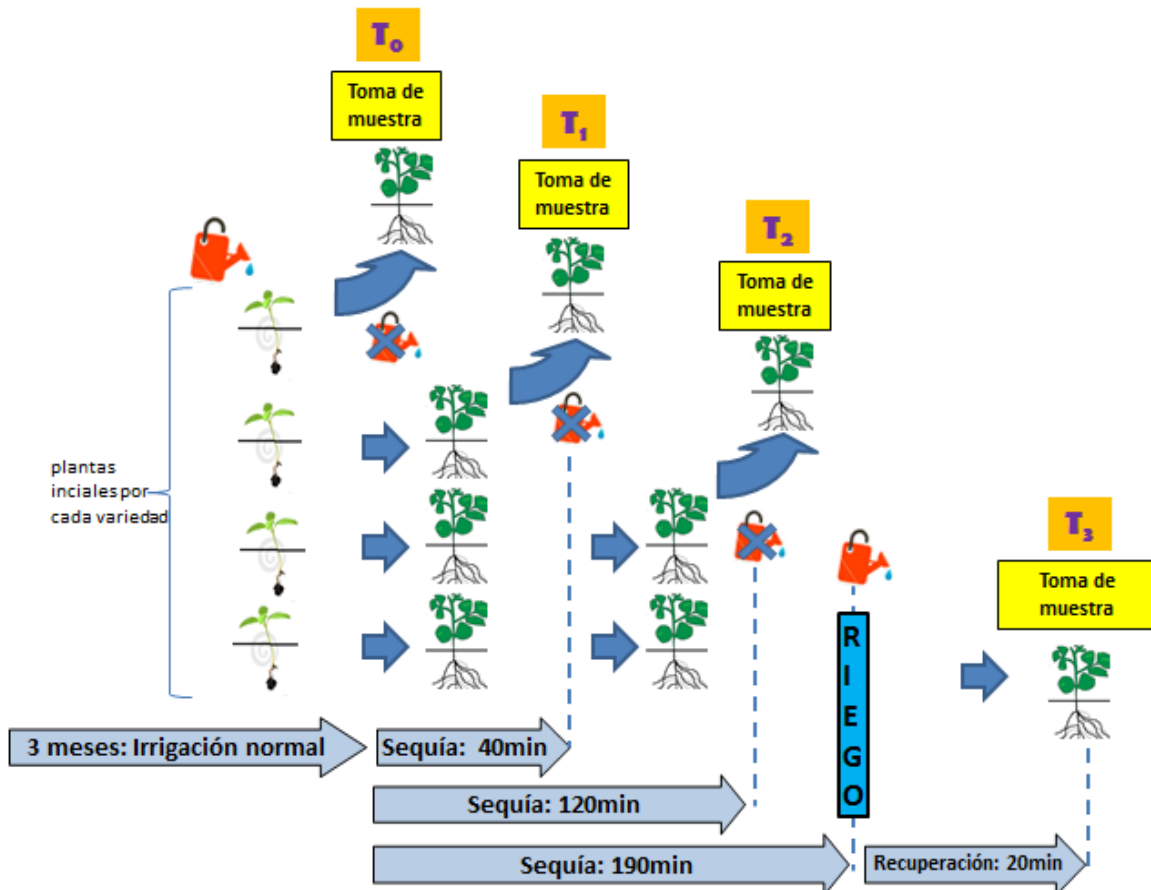 T0
Toma de
muestra
T1
Toma de
muestra
T2
Toma de
muestra
plantas
inciales por
cada variedad
T3
Toma de
muestra
RIEGO
3 meses: Irrigación normal
Sequía: 40min
Sequía: 120min
Sequía: 190min
Recuperación: 20min